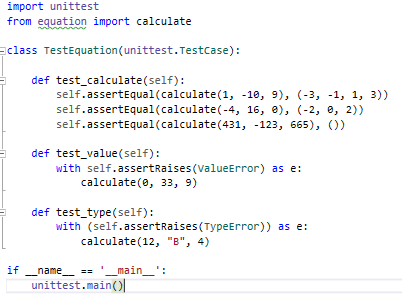 import unittest
from equation import calculate
class TestEquation(unittest.TestCase):
def test_calculate(self):
self.assertEqual(calculate(1, -10, 9), (-3, -1, 1, 3))
self.assertEqual(calculate(-4, 16, 0), (-2, 0, 2))
self.assertEqual(calculate(431, -123, 665), ())
def test_value(self):
with self.assertRaises(ValueError) as e:
calculate(0, 33, 9)
def test_type(self):
with (self.assertRaises(TypeError)) as e:
calculate(12, "B", 4)
if __name__ == '__main__':
unittest.main()